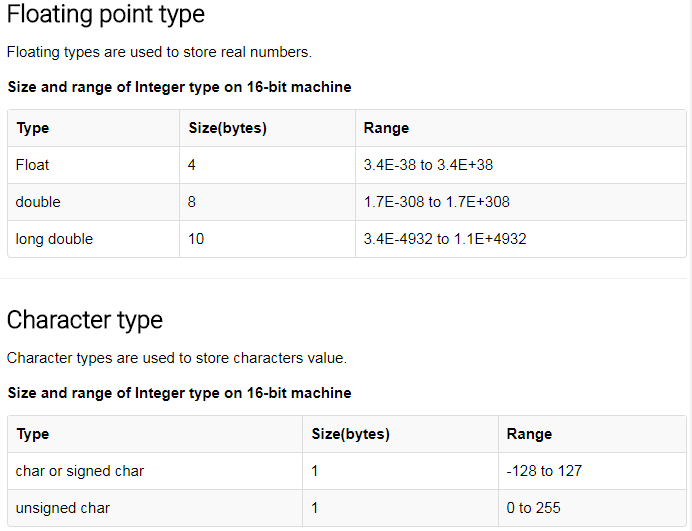 Floating point type
Floating types are used to store real numbers.
Size and range of Integer type on 16-bit machine
Type Size(bytes) Range
Float 4 3.4E-38 to 3.4E+38
double 8 1.7E-308 to 1.7E+308
long double 10 3.4E-4932 to 1.1E+4932
Character type
Character types are used to store characters value.
Size and range of Integer type on 16-bit machine
Type Size(bytes) Range
char or signed char 1 -128 to 127
unsigned char 1 0 to 255